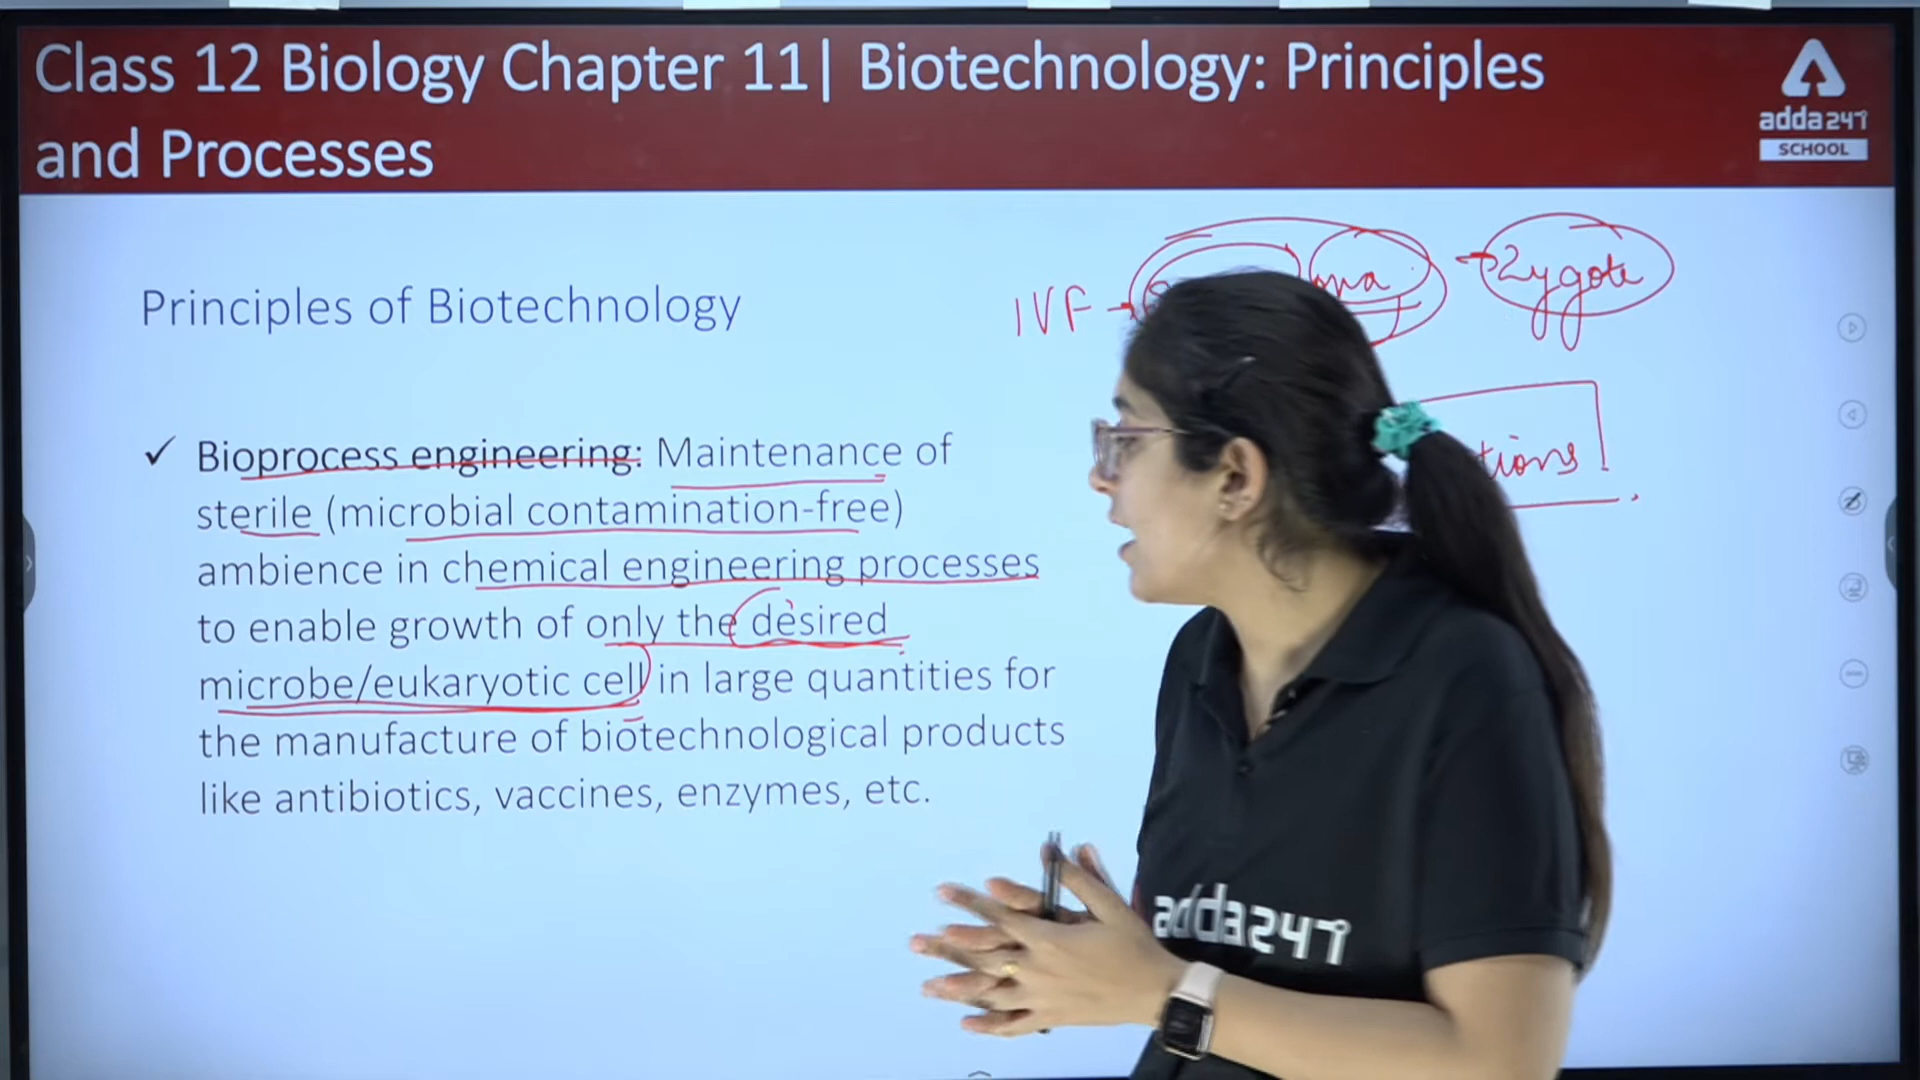 Class 12 Biology Chapter 11| Biotechnology: Principles
and Processes
adda247
SCHOOL
Principles of Biotechnology
IVF
Zygote
✓ Bioprocess engineering: Maintenance of
sterile (microbial contamination-free)
ambience in chemical engineering processes
to enable growth of only the desired
microbe/eukaryotic cell in large quantities for
the manufacture of biotechnological products
like antibiotics, vaccines, enzymes, etc.
adda247